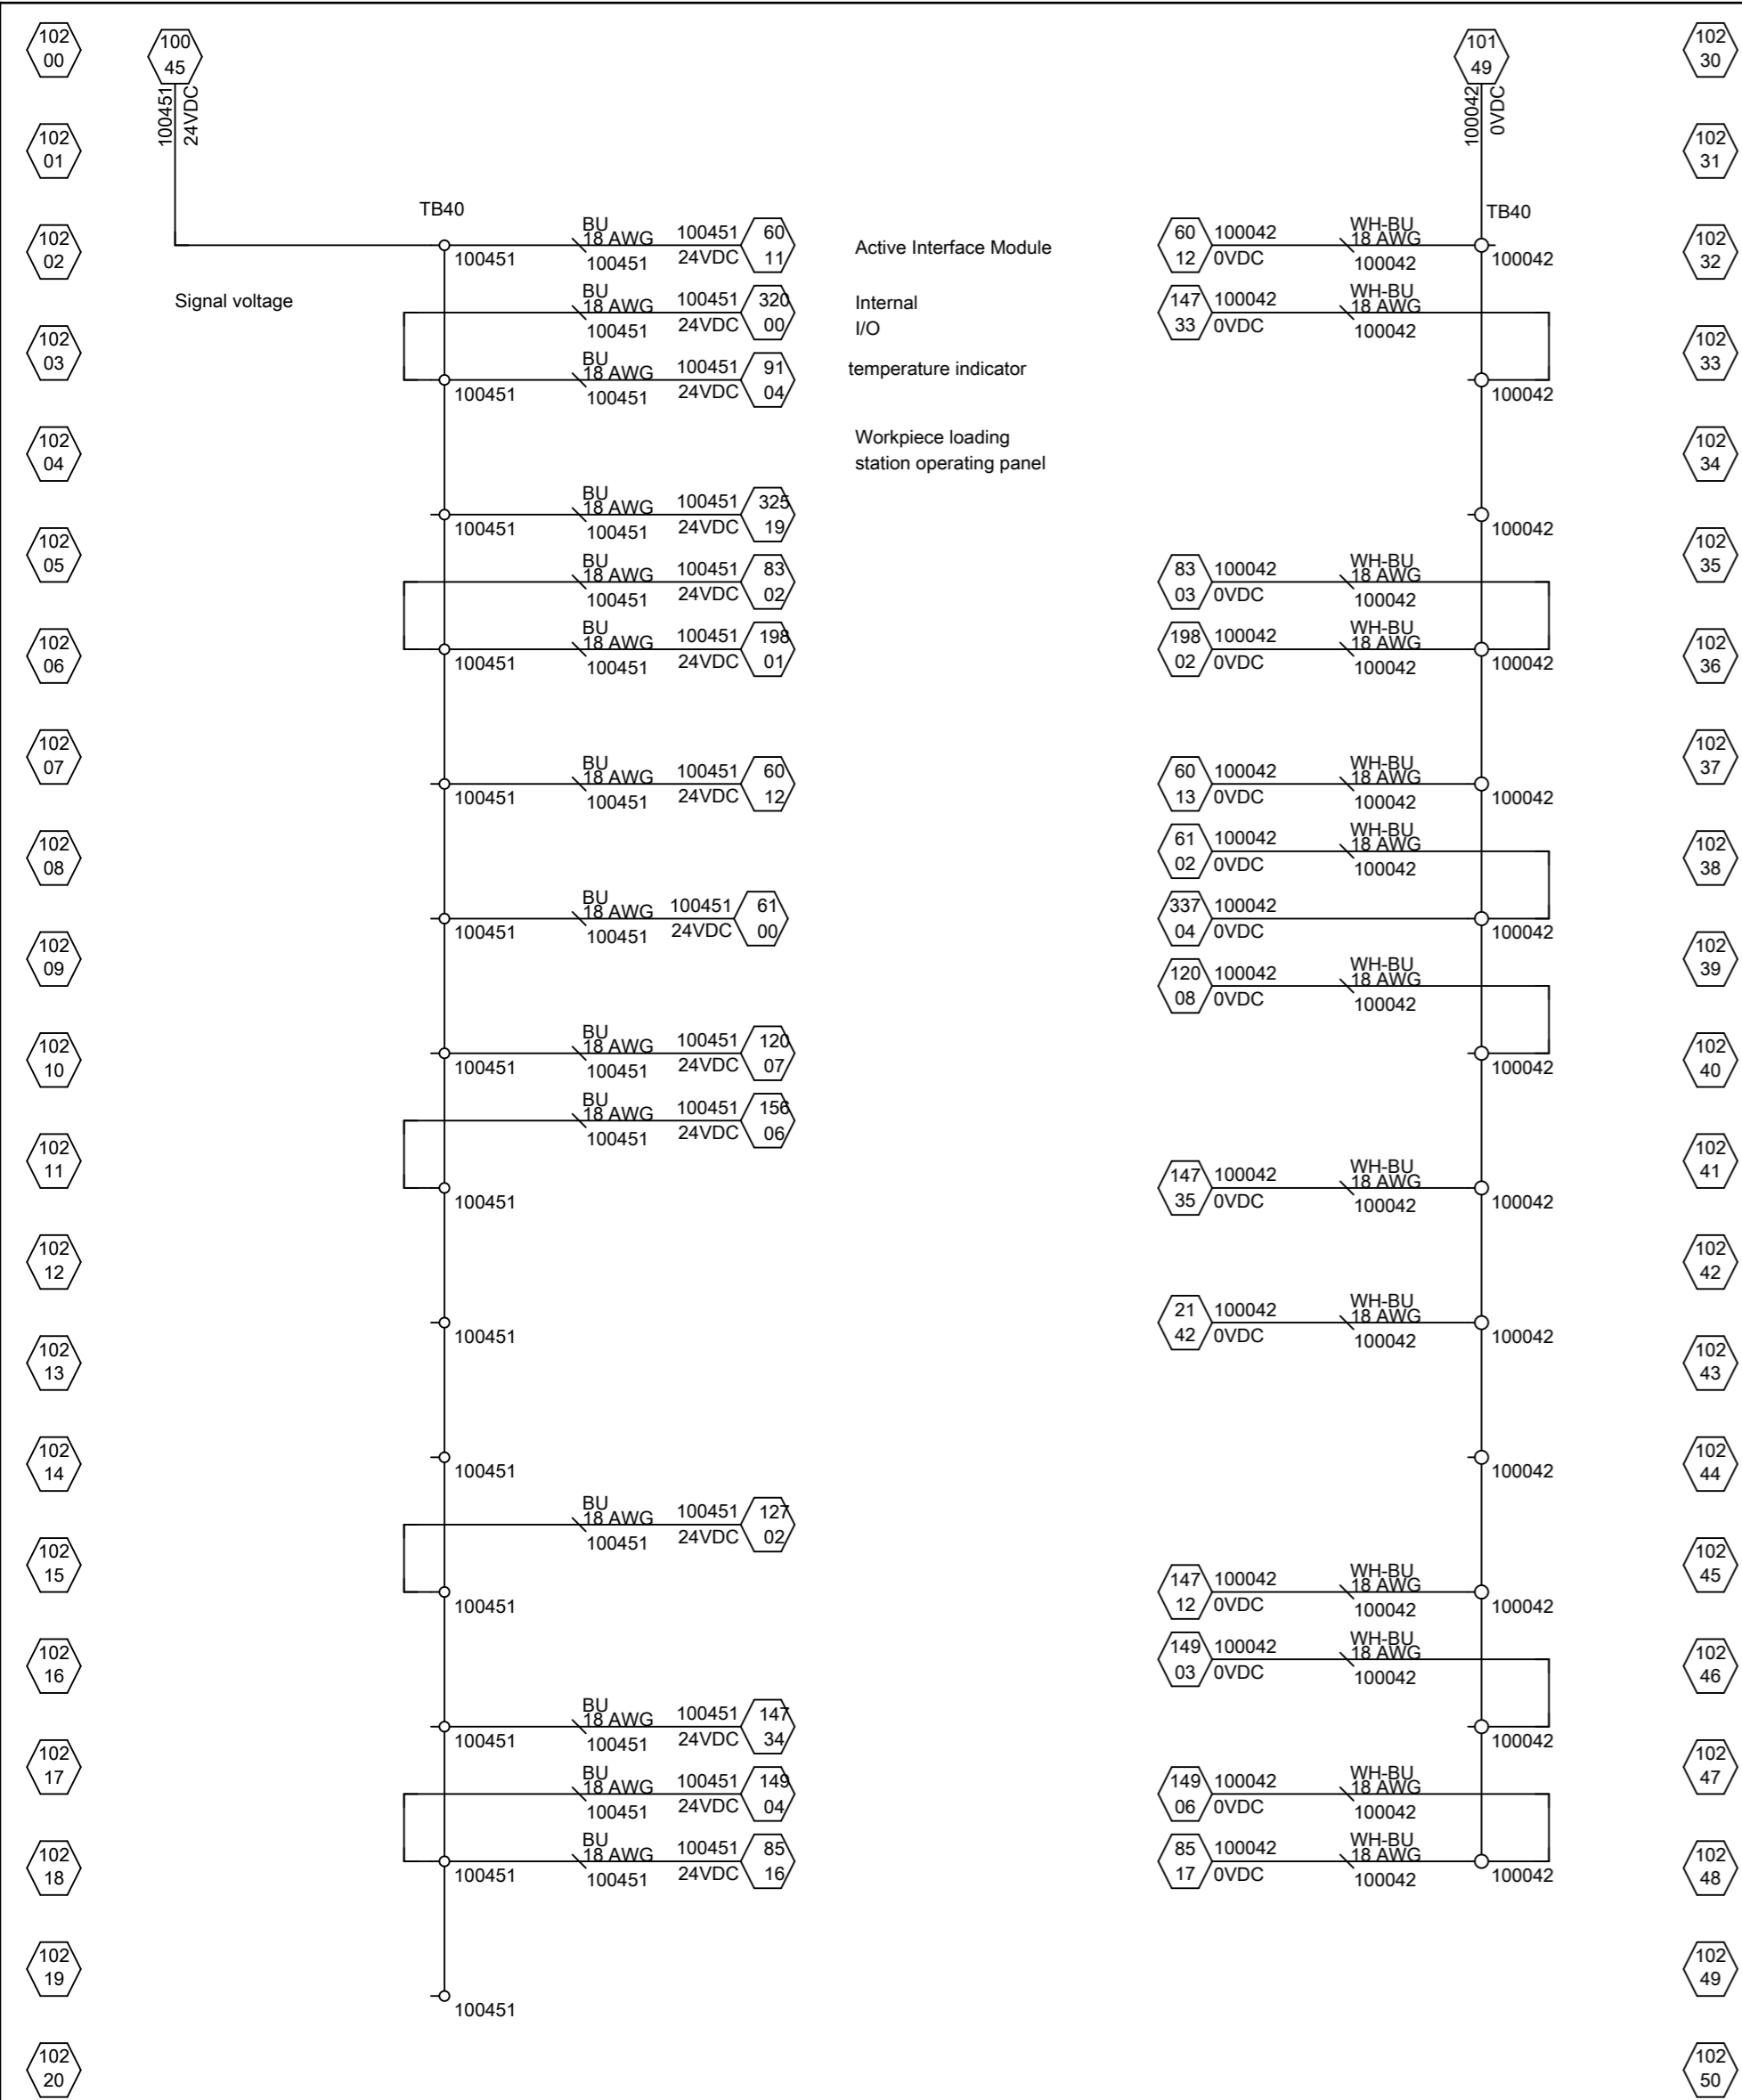 102
00
100
45
101
49
102
30
100451
24VDC
100042
0VDC
102
01
102
31
TB40
TB40
102
02
BU
18 AWG
100451
100451
100451
24VDC
60
11
Active Interface Module
60
12
100042
0VDC
WH-BU
18 AWG
100042
100042
102
32
Signal voltage
BU
18 AWG
100451
100451
24VDC
320
00
Internal
I/O
147
33
100042
0VDC
WH-BU
18 AWG
100042
102
03
BU
18 AWG
100451
100451
100451
24VDC
91
04
temperature indicator
100042
102
33
102
04
Workpiece loading
station operating panel
102
34
BU
18 AWG
100451
100451
100451
24VDC
325
19
100042
102
05
BU
18 AWG
100451
100451
24VDC
83
02
83
03
100042
0VDC
WH-BU
18 AWG
100042
102
35
102
06
BU
18 AWG
100451
100451
100451
24VDC
198
01
198
02
100042
0VDC
WH-BU
18 AWG
100042
100042
102
36
102
07
BU
18 AWG
100451
100451
100451
24VDC
60
12
60
13
100042
0VDC
WH-BU
18 AWG
100042
100042
102
37
102
08
61
02
100042
0VDC
WH-BU
18 AWG
100042
102
38
BU
18 AWG
100451
100451
100451
24VDC
61
00
337
04
100042
0VDC
100042
102
09
120
08
100042
0VDC
WH-BU
18 AWG
100042
102
39
102
10
BU
18 AWG
100451
100451
100451
24VDC
120
07
100042
102
40
BU
18 AWG
100451
100451
24VDC
156
06
102
11
100451
147
35
100042
0VDC
WH-BU
18 AWG
100042
100042
102
41
102
12
102
42
100451
21
42
100042
0VDC
WH-BU
18 AWG
100042
100042
102
13
102
43
102
14
100451
100042
102
44
BU
18 AWG
100451
100451
24VDC
127
02
102
15
100451
147
12
100042
0VDC
WH-BU
18 AWG
100042
100042
102
45
102
16
149
03
100042
0VDC
WH-BU
18 AWG
100042
102
46
BU
18 AWG
100451
100451
100451
24VDC
147
34
100042
102
17
BU
18 AWG
100451
100451
24VDC
149
04
149
06
100042
0VDC
WH-BU
18 AWG
100042
102
47
102
18
BU
18 AWG
100451
100451
100451
24VDC
85
16
85
17
100042
0VDC
WH-BU
18 AWG
100042
100042
102
48
102
19
100451
102
49
102
20
102
50